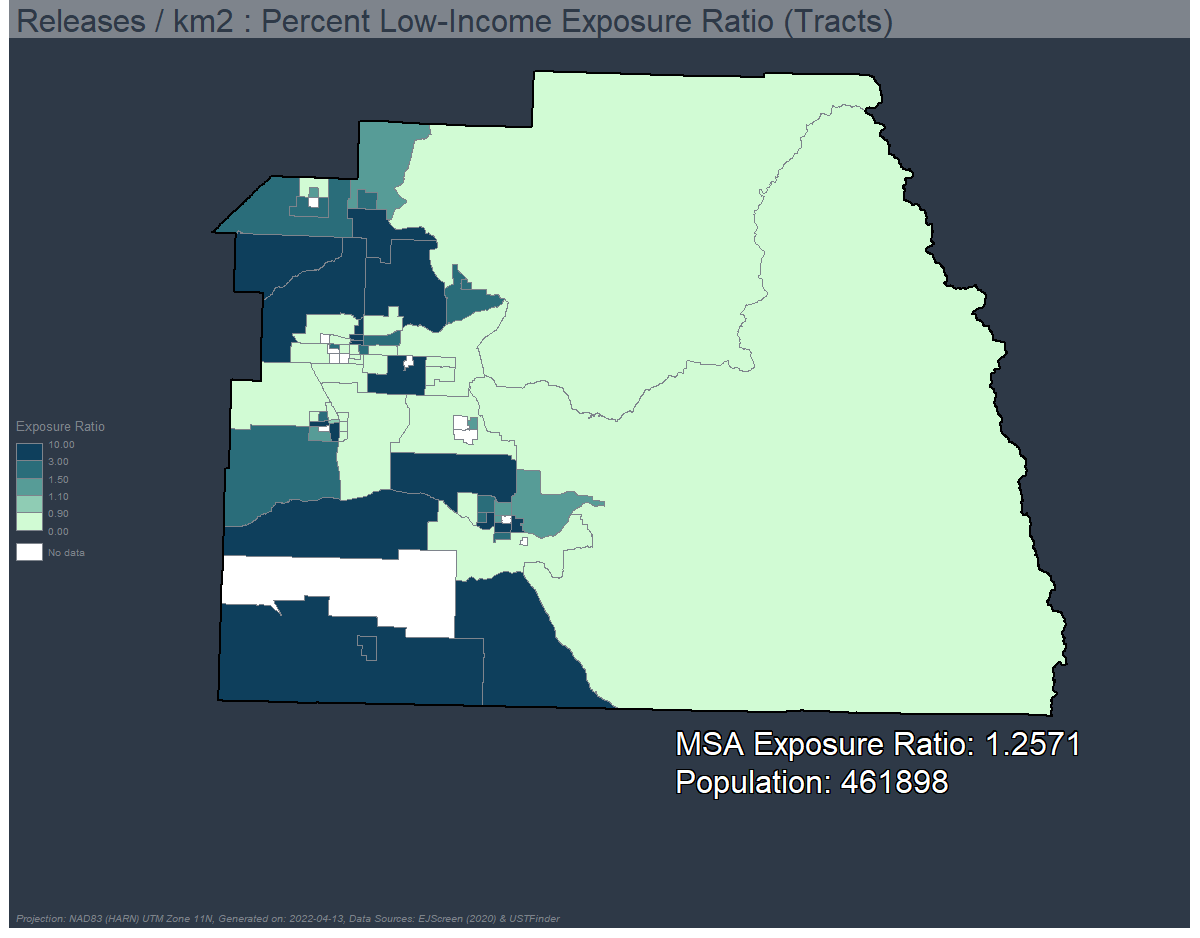 Releases / km2 : Percent Low-Income Exposure Ratio (Tracts)
Exposure Ratio
10.00
3.00
1.50
1.10
0.90
0.00
No data
MSA Exposure Ratio: 1.2571
Population: 461898
Projection: NAD83 (HARN) UTM Zone 11N, Generated on: 2022-04-13, Data Sources: EJScreen (2020) & USTFinder